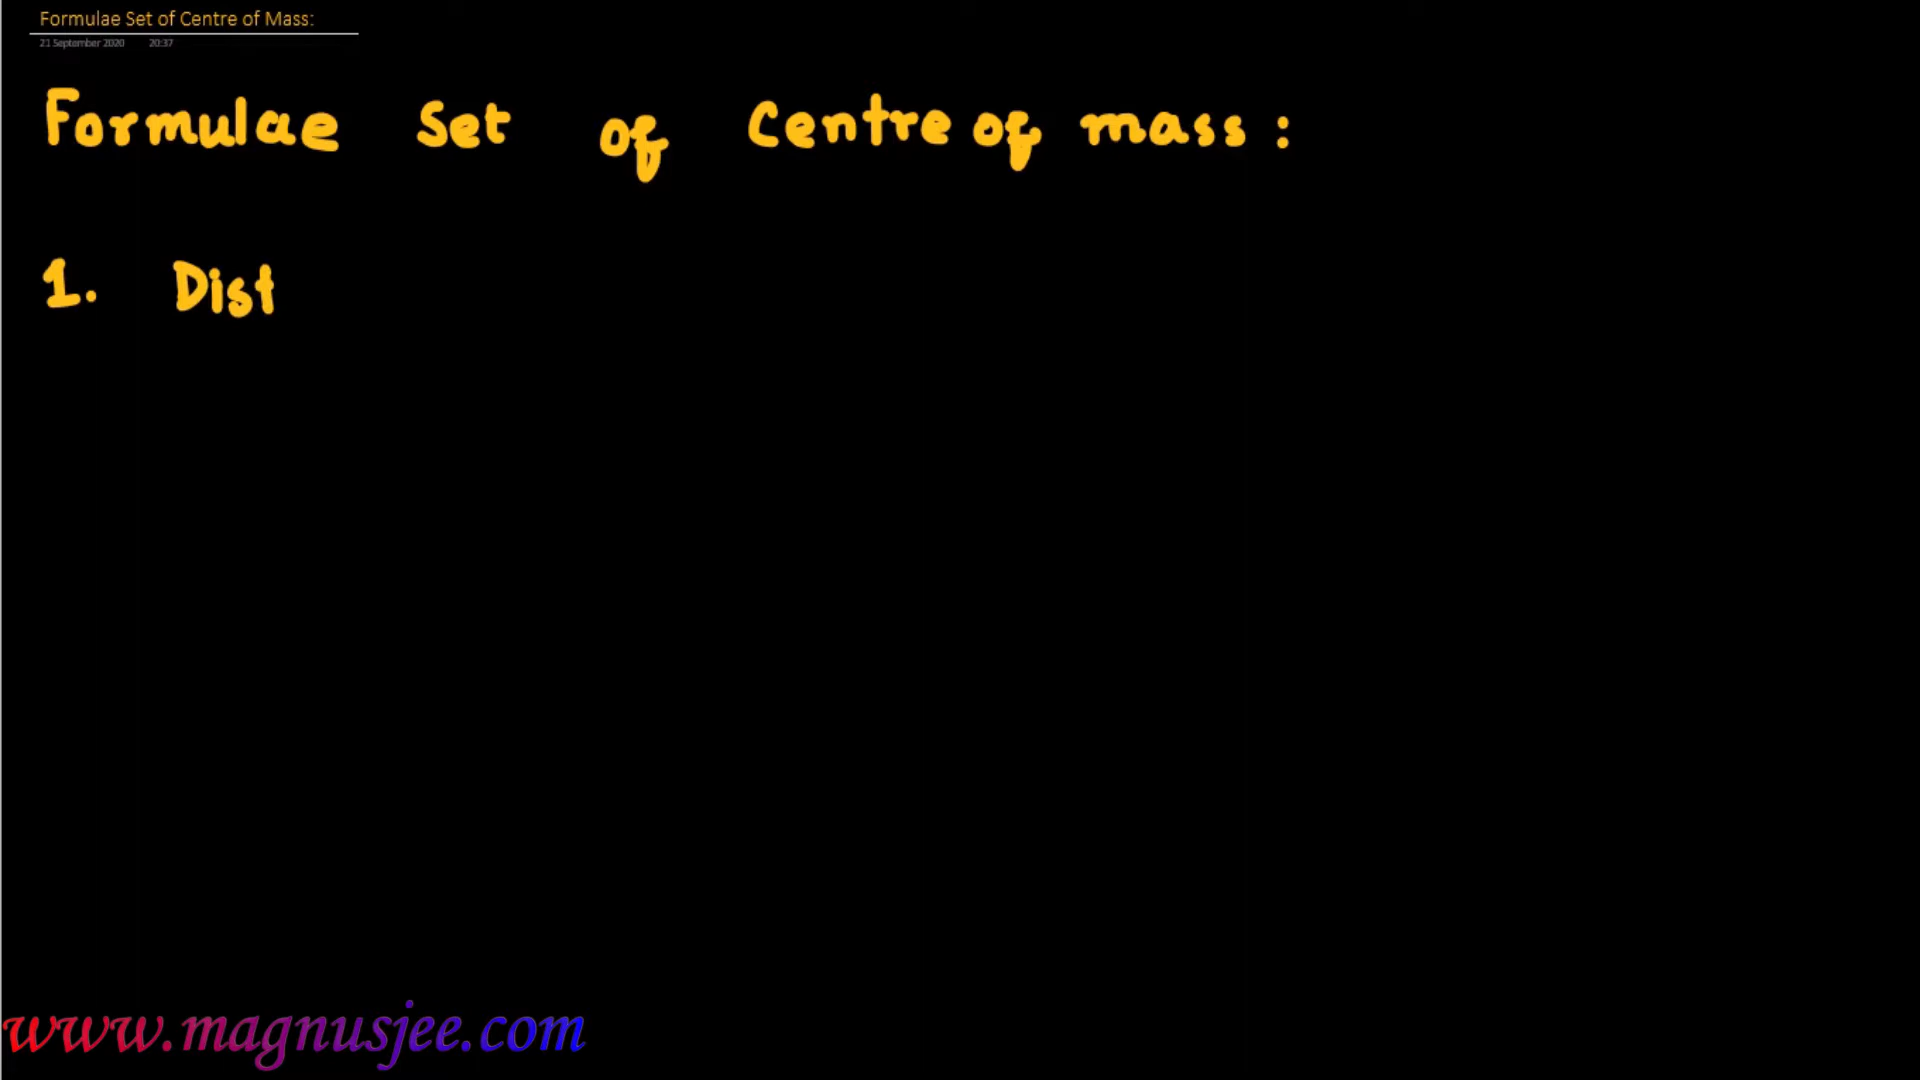 Formulae Set of Centre of Mass:
21 September 2020 20:37
Formulae Set of Centre of mass:
1. Dist
www.magnusjee.com